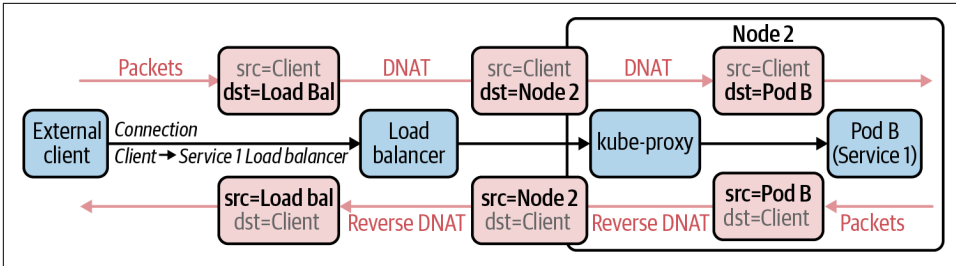 Node 2
Packets
src=Client
dst=Load Bal
DNAT
src=Client
dst=Node 2
DNAT
src=Client
dst=Pod B
External
client
Connection
Client → Service 1 Load balancer
Load
balancer
kube-proxy
Pod B
(Service 1)
src=Load bal
dst=Client
Reverse DNAT
src=Node 2
dst=Client
Reverse DNAT
src=Pod B
dst=Client
Packets